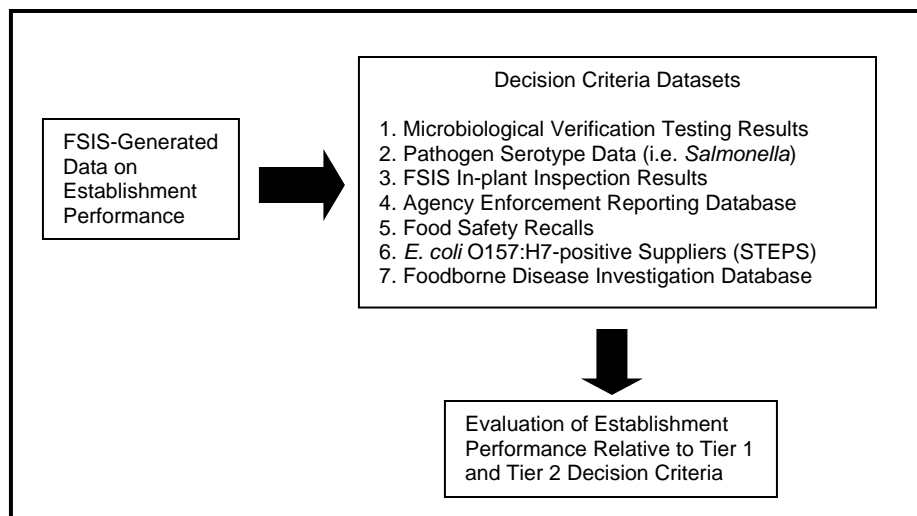 FSIS-Generated
Data on
Establishment
Performance
Decision Criteria Datasets
1. Microbiological Verification Testing Results
2. Pathogen Serotype Data (i.e. Salmonella)
3. FSIS In-plant Inspection Results
4. Agency Enforcement Reporting Database
5. Food Safety Recalls
6. E. coli O157:H7-positive Suppliers (STEPS)
7. Foodborne Disease Investigation Database
Evaluation of Establishment
Performance Relative to Tier 1
and Tier 2 Decision Criteria